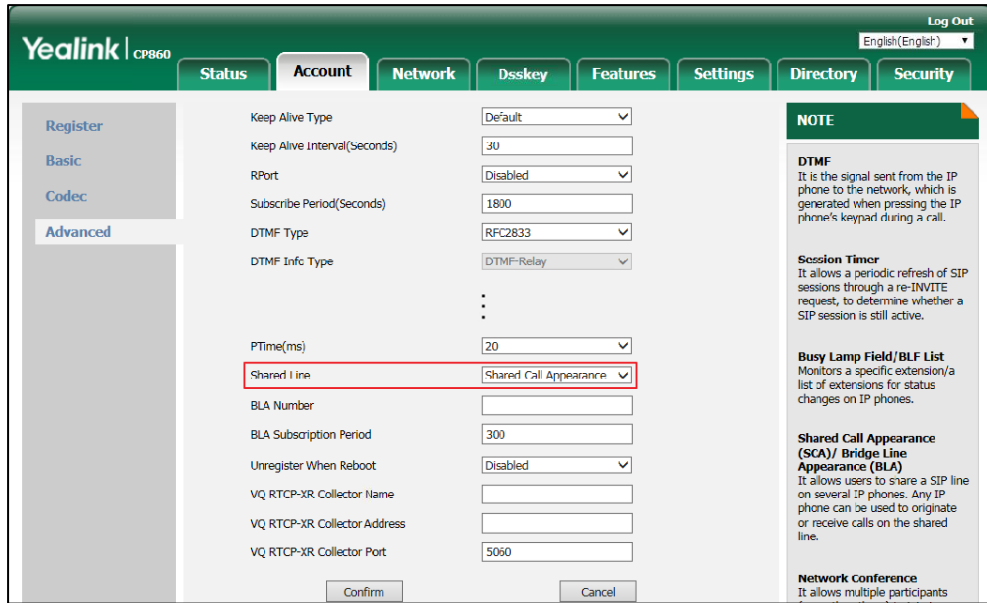 Log Out
Yealink | CP860
English(English)
Status
Account
Network
Dsskey
Features
Settings
Directory
Security
Register
Basic
Codec
Advanced
Keep Alive Type
Default
Keep Alive Interval(Seconds)
30
RPort
Disabled
Subscribe Period(Seconds)
1800
DTMF Type
RFC2833
DTMF Info Type
DTMF-Relay
PTime(ms)
20
Shared Line
Shared Call Appearance
BLA Number
BLA Subscription Period
300
Unregister When Reboot
Disabled
VQ RTCP-XR Collector Name
VQ RTCP-XR Collector Address
VQ RTCP-XR Collector Port
5060
Confirm
Cancel
NOTE
DTMF
It is the signal sent from the IP
phone to the network, which is
generated when pressing the IP
phone's keypad during a call.
Session Timer
It allows a periodic refresh of SIP
sessions through a re-INVITE
request, to determine whether a
SIP session is still active.
Busy Lamp Field/BLF List
Monitors a specific extension/a
list of extensions for status
changes on IP phones.
Shared Call Appearance
(SCA)/ Bridge Line
Appearance (BLA)
It allows users to share a SIP line
on several IP phones. Any IP
phone can be used to originate
or receive calls on the shared
line.
Network Conference
It allows multiple participants